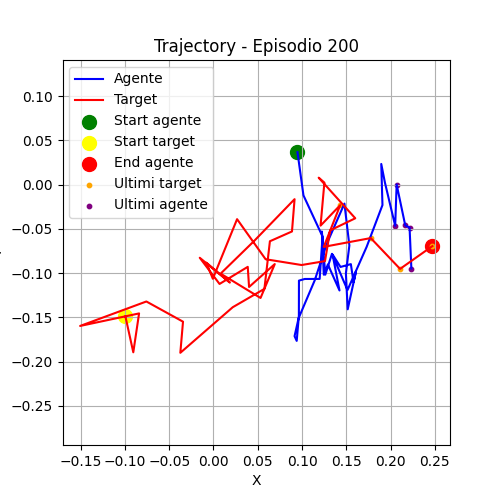 Trajectory - Episodio 200
Agente
Target
Start agente
Start target
End agente
Ultimi target
Ultimi agente
0.10
0.05
0.00
−0.05
−0.10
−0.15
−0.20
−0.25
−0.15 −0.10 −0.05 0.00 0.05 0.10 0.15 0.20 0.25
X